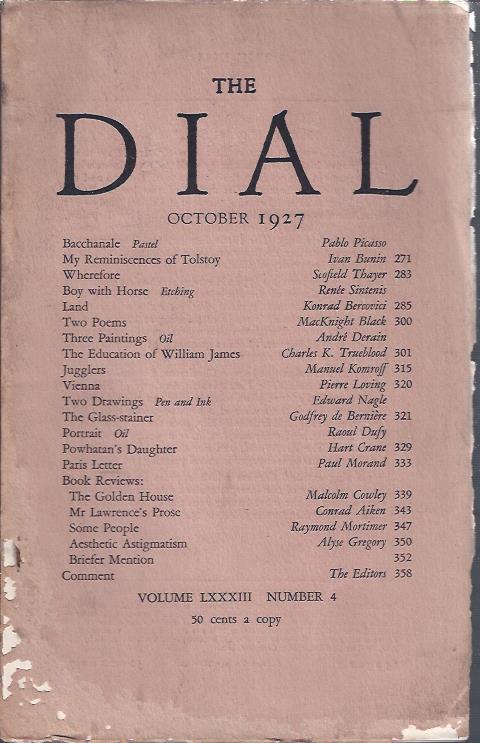 THE
DIAL
OCTOBER 1927
Bacchanale Pastel Pablo Picasso
My Reminiscences of Tolstoy Ivan Bunin 271
Wherefore Scofield Thayer 283
Boy with Horse Etching Renée Sintenis
Land Konrad Bercovici 285
Two Poems MacKnight Black 300
Three Paintings Oil André Derain
The Education of William James Charles K. Trueblood 301
Jugglers Manuel Komroff 315
Vienna Pierre Loving 320
Two Drawings Pen and Ink Edward Nagle
The Glass-stainer Godfrey de Bernière 321
Portrait Oil Raoul Dufy
Powhatan's Daughter Hart Crane 329
Paris Letter Paul Morand 333
Book Reviews:
The Golden House Malcolm Cowley 339
Mr Lawrence's Prose Conrad Aiken 343
Some People Raymond Mortimer 347
Aesthetic Astigmatism Alyse Gregory 350
Briefer Mention 352
Comment The Editors 358
VOLUME LXXXIII NUMBER 4
50 cents a copy